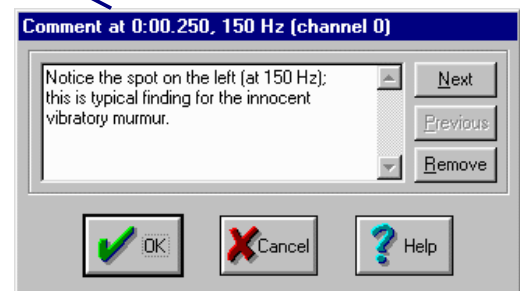 Comment at 0:00.250, 150 Hz (channel 0)
Notice the spot on the left (at 150 Hz);
this is typical finding for the innocent
vibratory murmur.
Next
Previous
Remove
OK
Cancel
Help